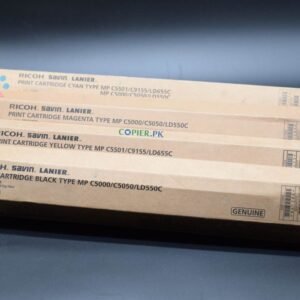 RICOH Savin LANIER
PRINT CARTRIDGE CYAN TYPE MP C5501/C9155/LD655C
MP C5000/C5050/LD550C
RICOH Savin LANIER
PRINT CARTRIDGE MAGENTA TYPE MP C5000/C5050/LD550C
COPIER.PK
RICOH Savin LANIER
PRINT CARTRIDGE YELLOW TYPE MP C5501/C9155/LD655C
RICOH Savin LANIER
CARTRIDGE BLACK TYPE MP C5000/C5050/LD550C
GENUINE